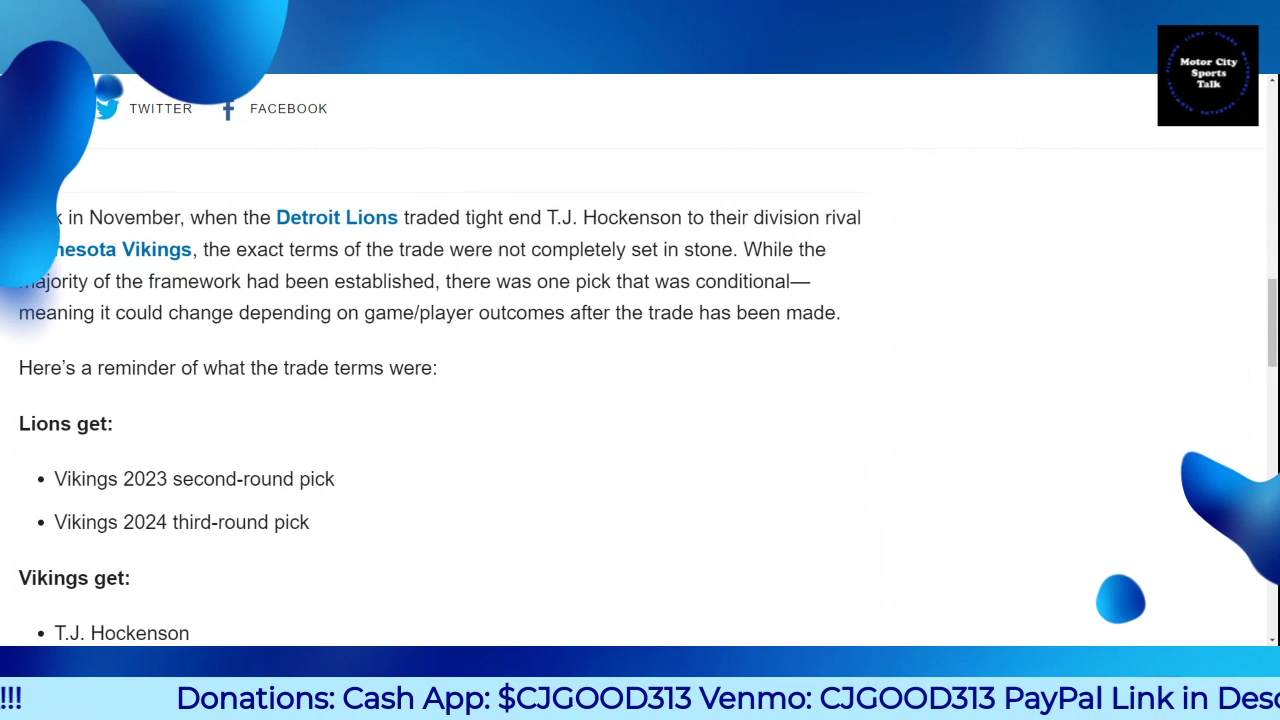 Motor City
Sports
Talk
TWITTER
FACEBOOK
in November, when the Detroit Lions traded tight end T.J. Hockenson to their division rival
Vikings, the exact terms of the trade were not completely set in stone. While the
majority of the framework had been established, there was one pick that was conditional—
meaning it could change depending on game/player outcomes after the trade has been made.
Here's a reminder of what the trade terms were:
Lions get:
• Vikings 2023 second-round pick
• Vikings 2024 third-round pick
Vikings get:
• T.J. Hockenson
!!! Donations: Cash App: $CJGOOD313 Venmo: CJGOOD313 PayPal Link in